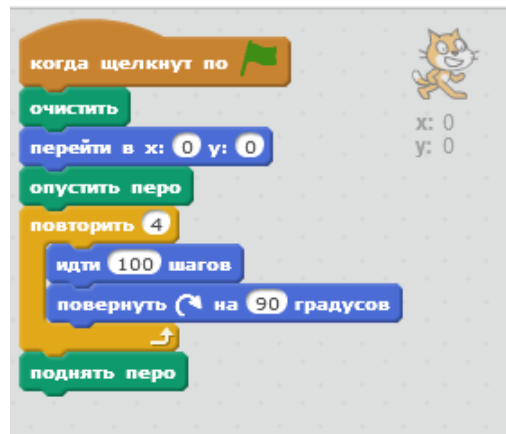 когда щелкнут по
очистить
перейти в x: 0 y: 0
опустить перо
повторить 4
идти 100 шагов
повернуть на 90 градусов
поднять перо
x: 0
y: 0